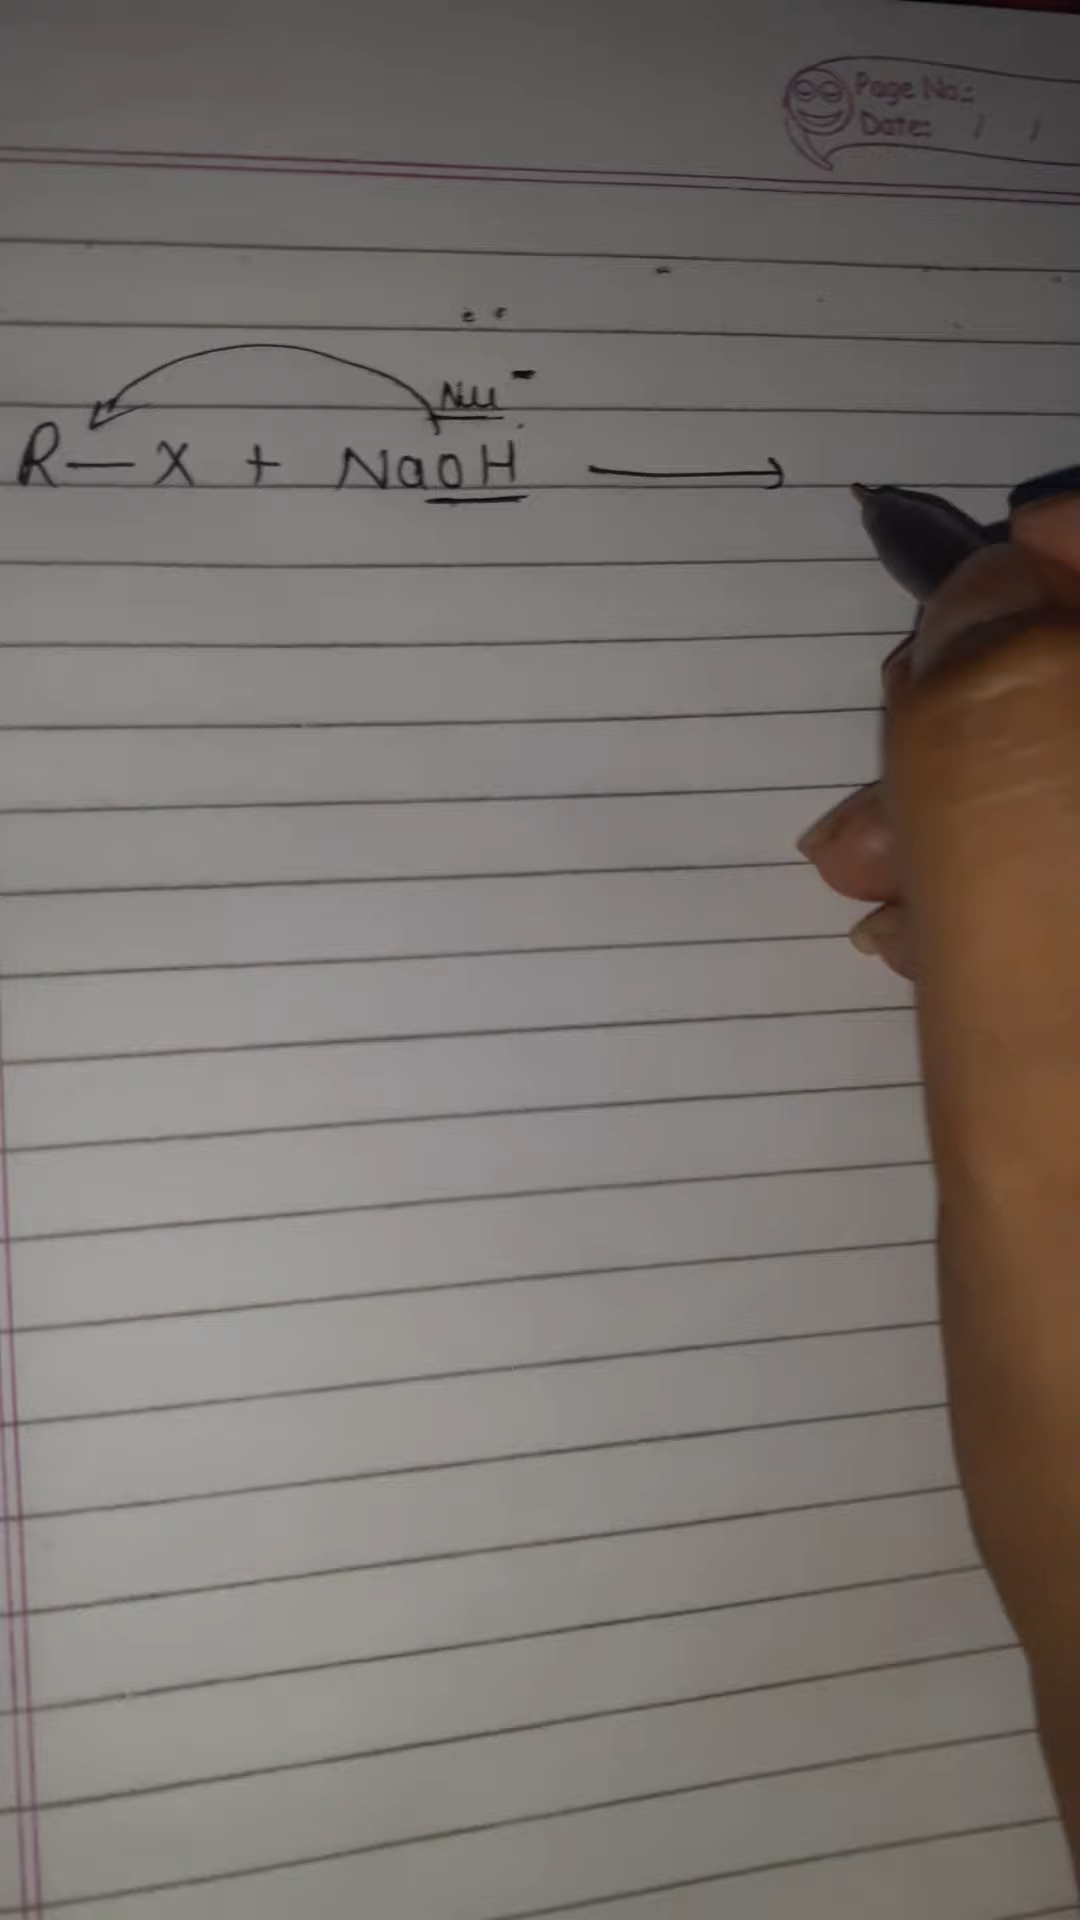 Page No.:
Date: / /
Nu -
R — X + NaOH ⟶